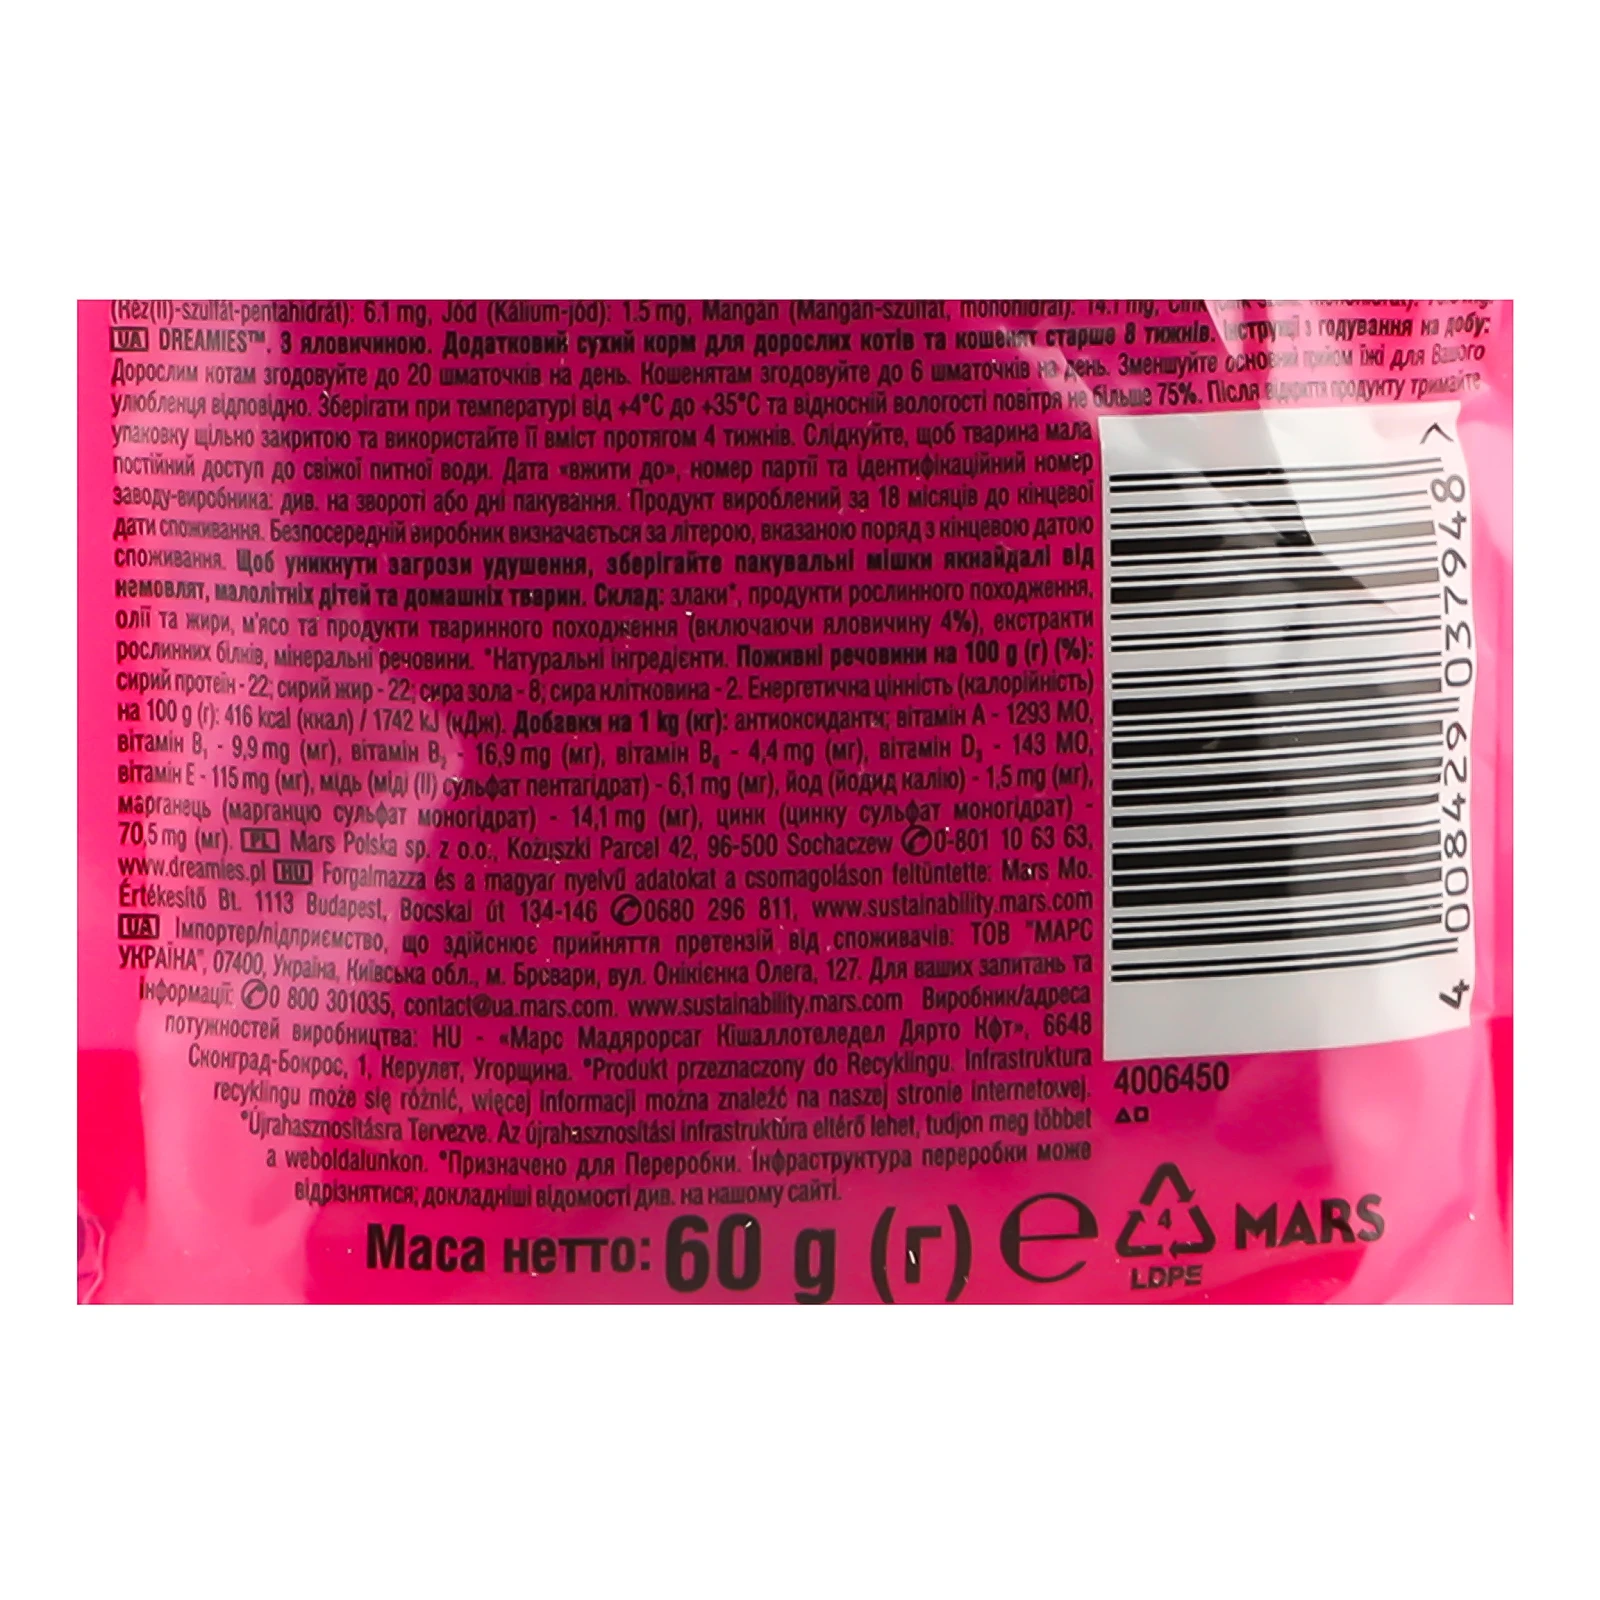 (Réz(II)-szulfát-pentahidrát): 6.1 mg, Jód (Kálium-jód): 1.5 mg, Mangán (Mangán-szulfát, monohidrát): 14.1 mg,
UA DREAMIES™. З яловичиною. Додатковий сухий корм для дорослих котів та кошенят старше 8 тижнів. Інструкції з годування на добу:
Дорослим котам згодовуйте до 20 шматочків на день. Кошенятам згодовуйте до 6 шматочків на день. Зменшуйте основний прийом їжі для Вашого
улюбленця відповідно. Зберігати при температурі від +4°C до +35°C та відносній вологості повітря не більше 75%. Після відкриття продукту тримайте
упаковку щільно закритою та використайте її вміст протягом 4 тижнів. Слідкуйте, щоб тварина мала
постійний доступ до свіжої питної води. Дата «вжити до», номер партії та ідентифікаційний номер
заводу-виробника: див. на звороті або дні пакування. Продукт вироблений за 18 місяців до кінцевої
дати споживання. Безпосередній виробник визначається за літерою, вказаною поряд з кінцевою датою
споживання. Щоб уникнути загрози удушення, зберігайте пакувальні мішки якнайдалі від
немовлят, малолітніх дітей та домашніх тварин. Склад: злаки*, продукти рослинного походження,
олії та жири, м'ясо та продукти тваринного походження (включаючи яловичину 4%), екстракти
рослинних білків, мінеральні речовини. *Натуральні інгредієнти. Поживні речовини на 100 g (г) (%):
сирий протеїн - 22; сирий жир - 22; сира зола - 8; сира клітковина - 2. Енергетична цінність (калорійність)
на 100 g (г): 416 kcal (ккал) / 1742 kJ (кДж). Добавки на 1 kg (кг): антиоксиданти; вітамін A - 1293 МО,
вітамін B₁ - 9,9 mg (мг), вітамін B₂ - 16,9 mg (мг), вітамін B₆ - 4,4 mg (мг), вітамін D₃ - 143 МО,
вітамін E - 115 mg (мг), мідь (міді (II) сульфат пентагідрат) - 6,1 mg (мг), йод (йодид калію) - 1,5 mg (мг),
марганець (марганцю сульфат моногідрат) - 14,1 mg (мг), цинк (цинку сульфат моногідрат) -
70,5 mg (мг). PL Mars Polska sp. z o.o., Kożuszki Parcel 42, 96-500 Sochaczew ✆0-801 10 63 63,
www.dreamies.pl HU Forgalmazza és a magyar nyelvű adatokat a csomagoláson feltüntette: Mars Mo.
Értékesítő Bt. 1113 Budapest, Bocskai út 134-146 ✆0680 296 811, www.sustainability.mars.com
UA Імпортер/підприємство, що здійснює прийняття претензій від споживачів: ТОВ "МАРС
УКРАЇНА", 07400, Україна, Київська обл., м. Бровари, вул. Онікієнка Олега, 127. Для ваших запитань та
інформації: ✆0 800 301035, contact@ua.mars.com. www.sustainability.mars.com Виробник/адреса
потужностей виробництва: HU - «Марс Мадярорсаг Кішаллотеледел Дярто Кфт», 6648
Сконград-Бокрос, 1, Керулет, Угорщина. *Produkt przeznaczony do Recyklingu. Infrastruktura
recyklingu może się różnić, więcej informacji można znaleźć na naszej stronie internetowej.
*Újrahasznosításra Tervezve. Az újrahasznosítási infrastruktúra eltérő lehet, tudjon meg többet
a weboldalunkon. *Призначено для Переробки. Інфраструктура переробки може
відрізнятися; докладніші відомості див. на нашому сайті.
4 008429 037948 >
4006450
Маса нетто: 60 g (г) ℮
4
LDPE
MARS